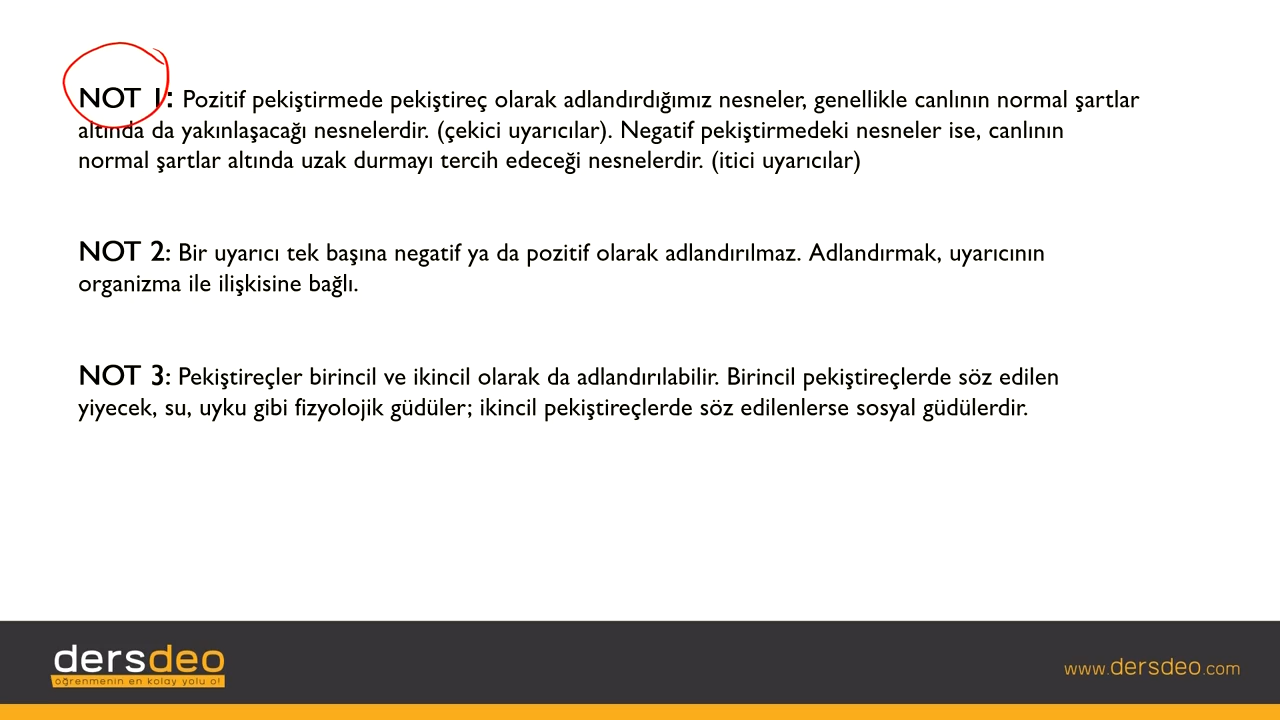 NOT 1: Pozitif pekiştirmede pekiştireç olarak adlandırdığımız nesneler, genellikle canlının normal şartlar
altında da yakınlaşacağı nesnelerdir. (çekici uyarıcılar). Negatif pekiştirmedeki nesneler ise, canlının
normal şartlar altında uzak durmayı tercih edeceği nesnelerdir. (itici uyarıcılar)
NOT 2: Bir uyarıcı tek başına negatif ya da pozitif olarak adlandırılmaz. Adlandırmak, uyarıcının
organizma ile ilişkisine bağlı.
NOT 3: Pekiştireçler birincil ve ikincil olarak da adlandırılabilir. Birincil pekiştireçlerde söz edilen
yiyecek, su, uyku gibi fizyolojik güdüler; ikincil pekiştireçlerde söz edilenlerse sosyal güdülerdir.
dersdeo
öğrenmenin en kolay yolu o!
www.dersdeo.com